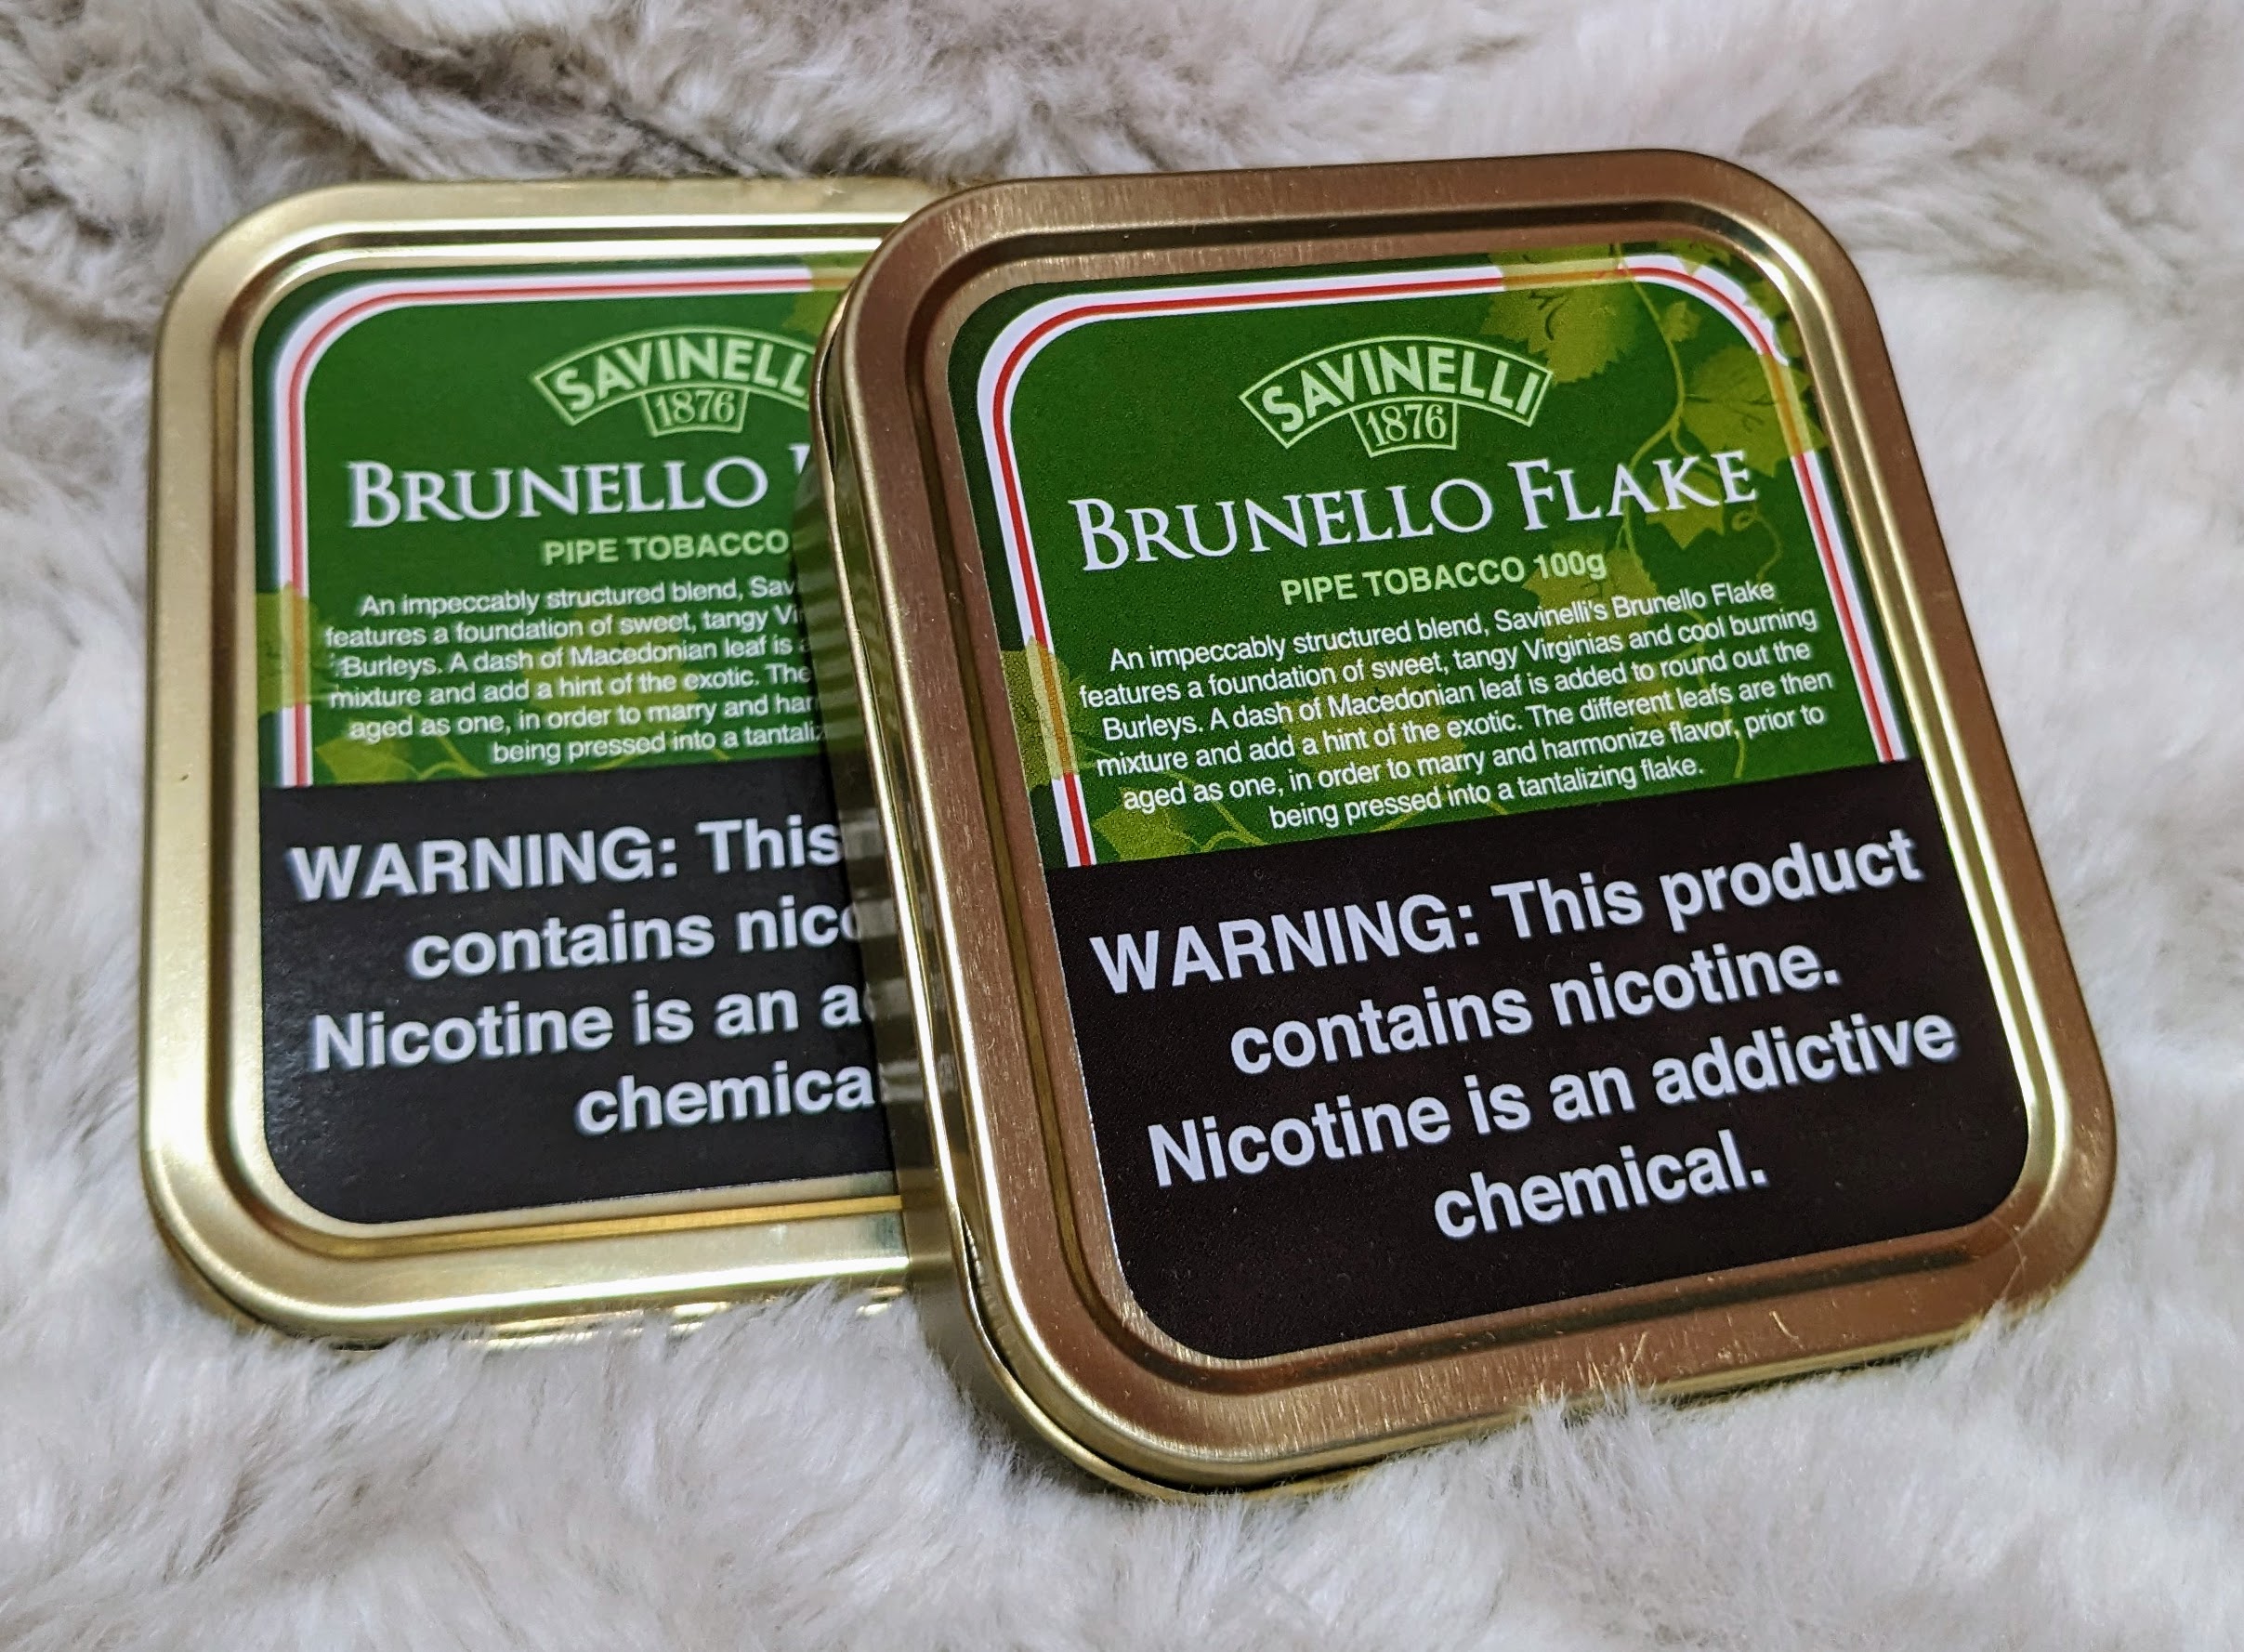 SAVINELLI
1876
BRUNELLO
PIPE TOBACCO
An impeccably structured blend,
features a foundation of sweet, tangy
Burleys. A dash of Macedonian leaf is
mixture and add a hint of the exotic. The
aged as one, in order to marry and
being pressed into a
WARNING: This
contains
Nicotine is an
SAVINELLI
1876
BRUNELLO FLAKE
PIPE TOBACCO 100g
An impeccably structured blend, Savinelli's Brunello Flake
features a foundation of sweet, tangy Virginias and cool burning
Burleys. A dash of Macedonian leaf is added to round out the
mixture and add a hint of the exotic. The different leafs are then
aged as one, in order to marry and harmonize flavor, prior to
being pressed into a tantalizing flake.
WARNING: This product
contains nicotine.
Nicotine is an addictive
chemical.